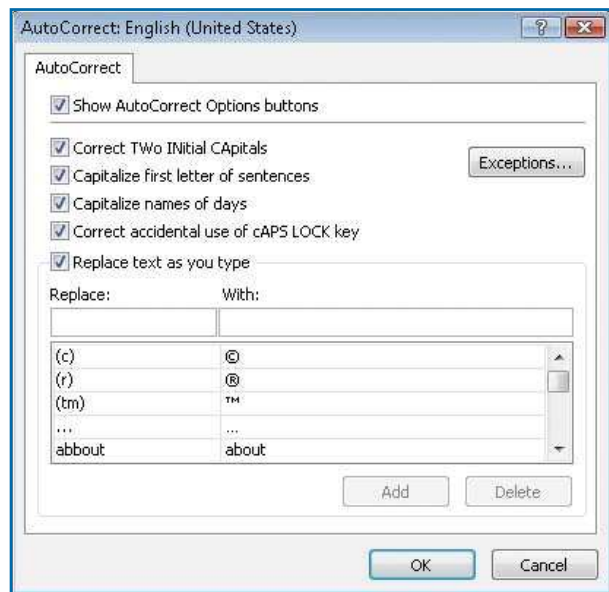 AutoCorrect: English (United States)
AutoCorrect
Show AutoCorrect Options buttons
Correct TWo INitial CApitals
Exceptions...
Capitalize first letter of sentences
Capitalize names of days
Correct accidental use of cAPS LOCK key
Replace text as you type
Replace: With:
(c) ©
(r) ®
(tm) ™
... …
abbout about
Add Delete
OK Cancel